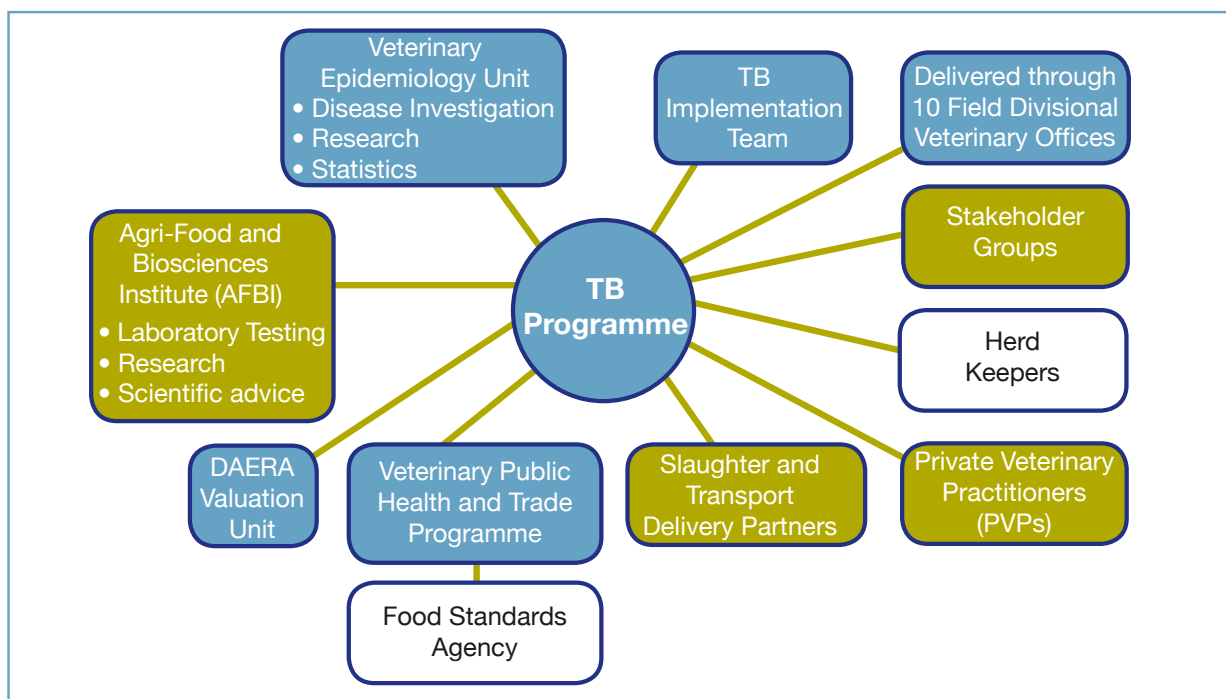 Veterinary
Epidemiology Unit
• Disease Investigation
• Research
• Statistics
TB
Implementation
Team
Delivered through
10 Field Divisional
Veterinary Offices
Agri-Food and
Biosciences
Institute (AFBI)
• Laboratory Testing
• Research
• Scientific advice
TB
Programme
Stakeholder
Groups
Herd
Keepers
DAERA
Valuation
Unit
Veterinary Public
Health and Trade
Programme
Slaughter and
Transport
Delivery Partners
Private Veterinary
Practitioners
(PVPs)
Food Standards
Agency